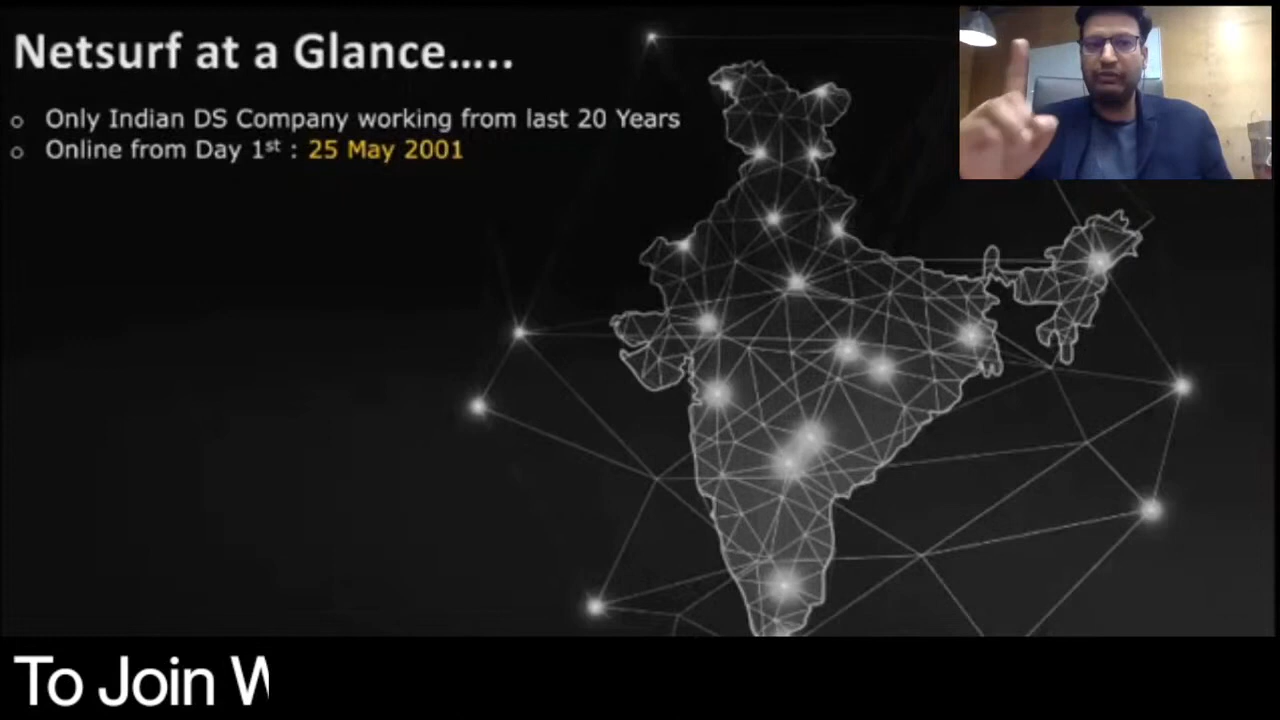 Netsurf at a Glance.....
o Only Indian DS Company working from last 20 Years
o Online from Day 1st : 25 May 2001
To Join